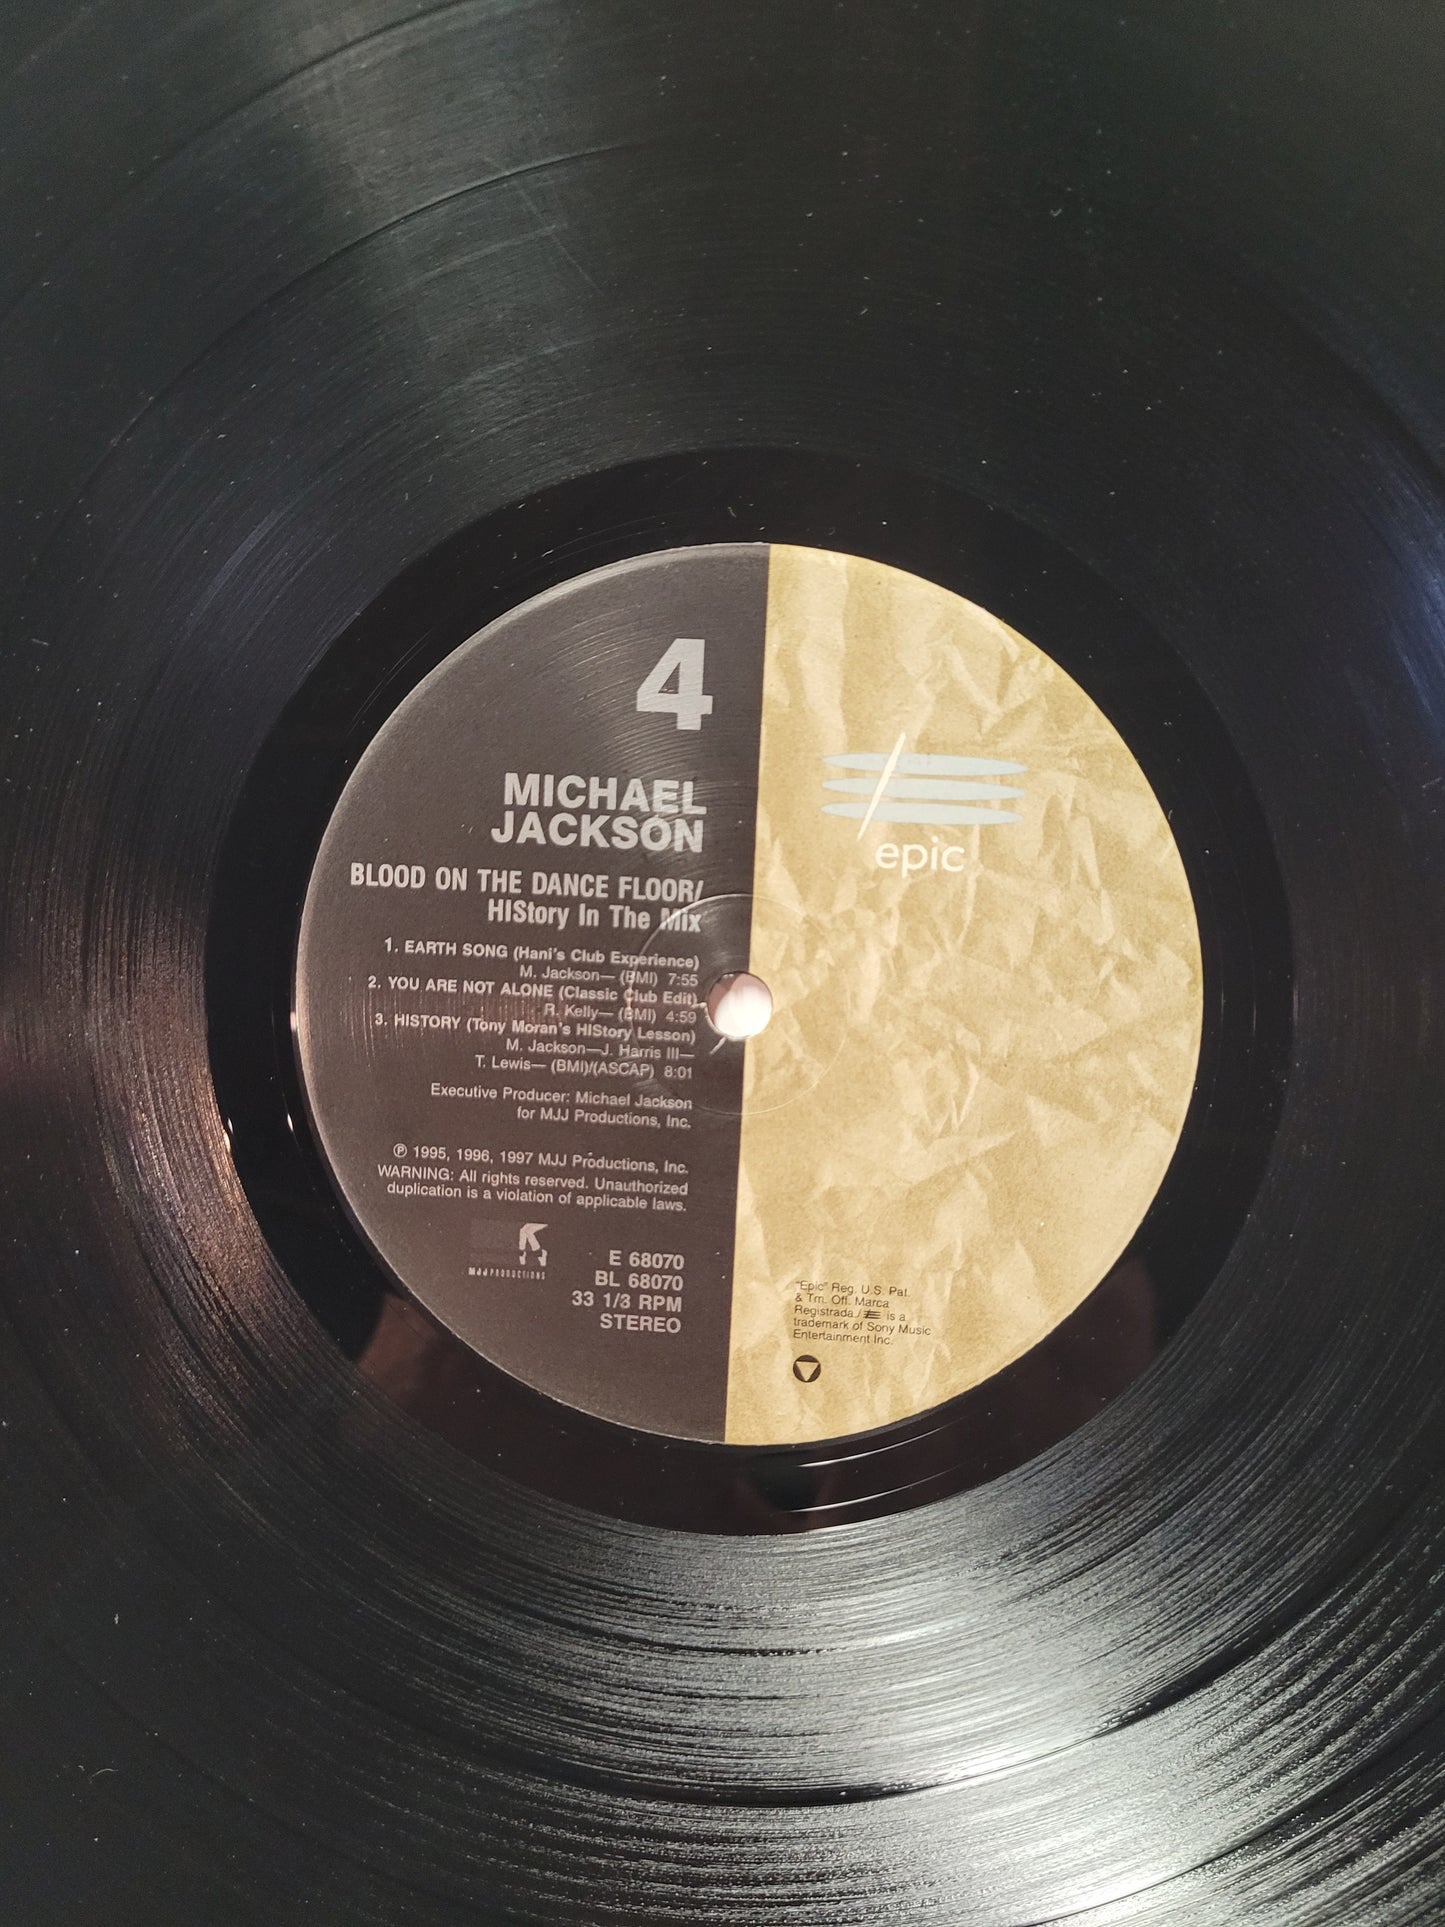 4
MICHAEL
JACKSON
BLOOD ON THE DANCE FLOOR/
HIStory In The Mix
1. EARTH SONG (Hani's Club Experience)
M. Jackson— (BMI) 7:55
2. YOU ARE NOT ALONE (Classic Club Edit)
R. Kelly— (BMI) 4:59
3. HISTORY (Tony Moran's HIStory Lesson)
M. Jackson—J. Harris III—
T. Lewis— (BMI)/(ASCAP) 8:01
Executive Producer: Michael Jackson
for MJJ Productions, Inc.
℗ 1995, 1996, 1997 MJJ Productions, Inc.
WARNING: All rights reserved. Unauthorized
duplication is a violation of applicable laws.
MJJ PRODUCTIONS
E 68070
BL 68070
33 1/3 RPM
STEREO
epic
"Epic" Reg. U.S. Pat.
& Tm. Off. Marca
Registrada / is a
trademark of Sony Music
Entertainment Inc.